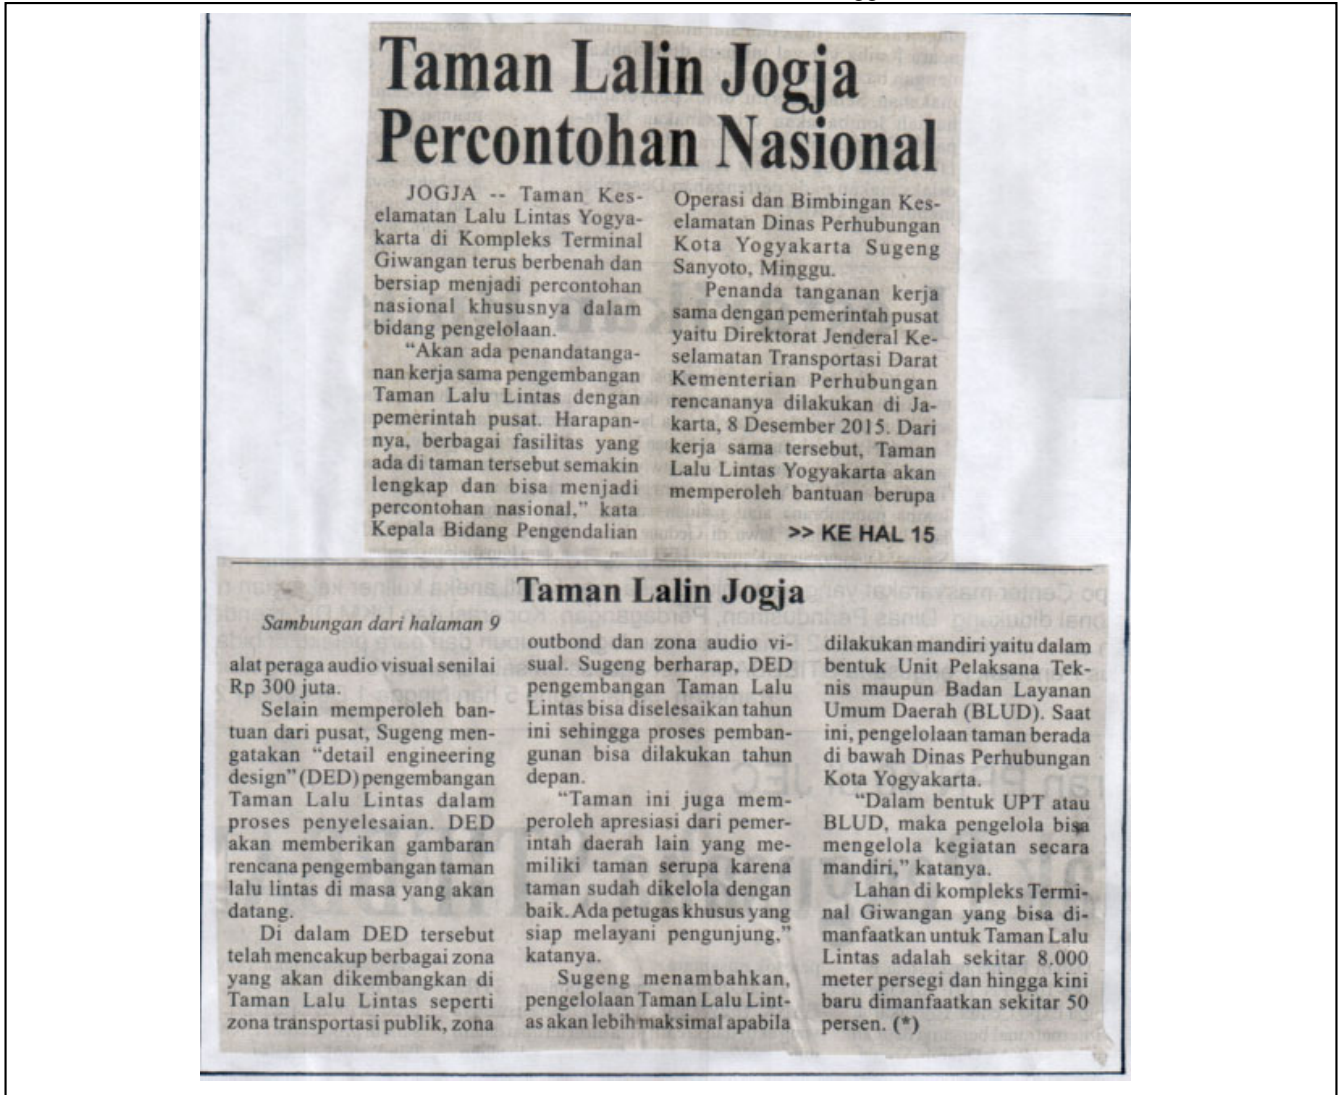 Taman Lalin Jogja
Percontohan Nasional
JOGJA -- Taman Kes-
elamatan Lalu Lintas Yogya-
karta di Kompleks Terminal
Giwangan terus berbenah dan
bersiap menjadi percontohan
nasional khususnya dalam
bidang pengelolaan.
“Akan ada penandatanga-
nan kerja sama pengembangan
Taman Lalu Lintas dengan
pemerintah pusat. Harapan-
nya, berbagai fasilitas yang
ada di taman tersebut semakin
lengkap dan bisa menjadi
percontohan nasional,” kata
Kepala Bidang Pengendalian
Operasi dan Bimbingan Kes-
elamatan Dinas Perhubungan
Kota Yogyakarta Sugeng
Sanyoto, Minggu.
Penanda tanganan kerja
sama dengan pemerintah pusat
yaitu Direktorat Jenderal Ke-
selamatan Transportasi Darat
Kementerian Perhubungan
rencananya dilakukan di Ja-
karta, 8 Desember 2015. Dari
kerja sama tersebut, Taman
Lalu Lintas Yogyakarta akan
memperoleh bantuan berupa
>> KE HAL 15
Taman Lalin Jogja
Sambungan dari halaman 9
alat peraga audio visual senilai
Rp 300 juta.
Selain memperoleh ban-
tuan dari pusat, Sugeng men-
gatakan “detail engineering
design” (DED) pengembangan
Taman Lalu Lintas dalam
proses penyelesaian. DED
akan memberikan gambaran
rencana pengembangan taman
lalu lintas di masa yang akan
datang.
Di dalam DED tersebut
telah mencakup berbagai zona
yang akan dikembangkan di
Taman Lalu Lintas seperti
zona transportasi publik, zona
outbond dan zona audio vi-
sual. Sugeng berharap, DED
pengembangan Taman Lalu
Lintas bisa diselesaikan tahun
ini sehingga proses pemban-
gunan bisa dilakukan tahun
depan.
“Taman ini juga mem-
peroleh apresiasi dari pemer-
intah daerah lain yang me-
miliki taman serupa karena
taman sudah dikelola dengan
baik. Ada petugas khusus yang
siap melayani pengunjung,”
katanya.
Sugeng menambahkan,
pengelolaan Taman Lalu Lint-
as akan lebih maksimal apabila
dilakukan mandiri yaitu dalam
bentuk Unit Pelaksana Tek-
nis maupun Badan Layanan
Umum Daerah (BLUD). Saat
ini, pengelolaan taman berada
di bawah Dinas Perhubungan
Kota Yogyakarta.
“Dalam bentuk UPT atau
BLUD, maka pengelola bisa
mengelola kegiatan secara
mandiri,” katanya.
Lahan di kompleks Termi-
nal Giwangan yang bisa di-
manfaatkan untuk Taman Lalu
Lintas adalah sekitar 8.000
meter persegi dan hingga kini
baru dimanfaatkan sekitar 50
persen. (*)